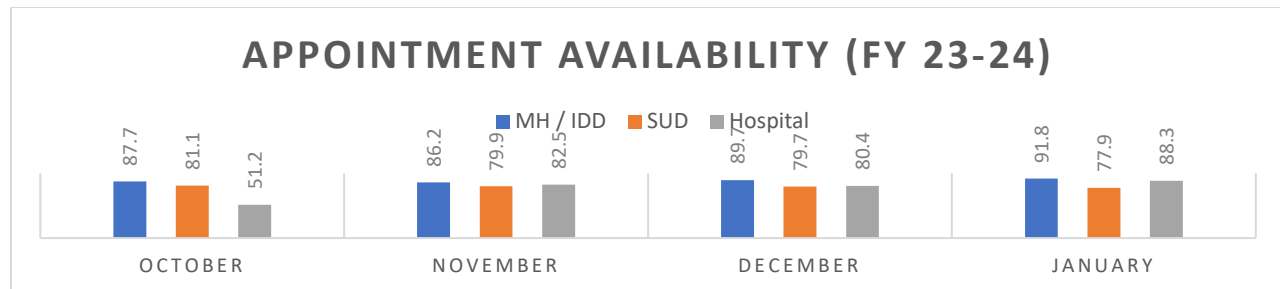 APPOINTMENT AVAILABILITY (FY 23-24)
MH / IDD SUD Hospital
87.7 81.1 51.2 86.2 79.9 82.5 89.7 79.7 80.4 91.8 77.9 88.3
OCTOBER NOVEMBER DECEMBER JANUARY